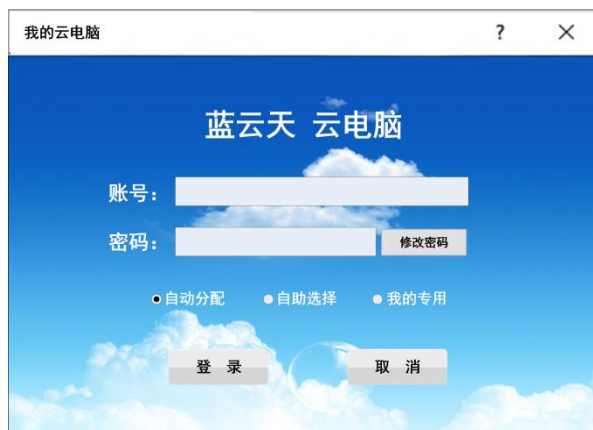 我的云电脑 ?
蓝云天 云电脑
账号：
密码： 修改密码
自动分配 自助选择 我的专用
登 录 取 消